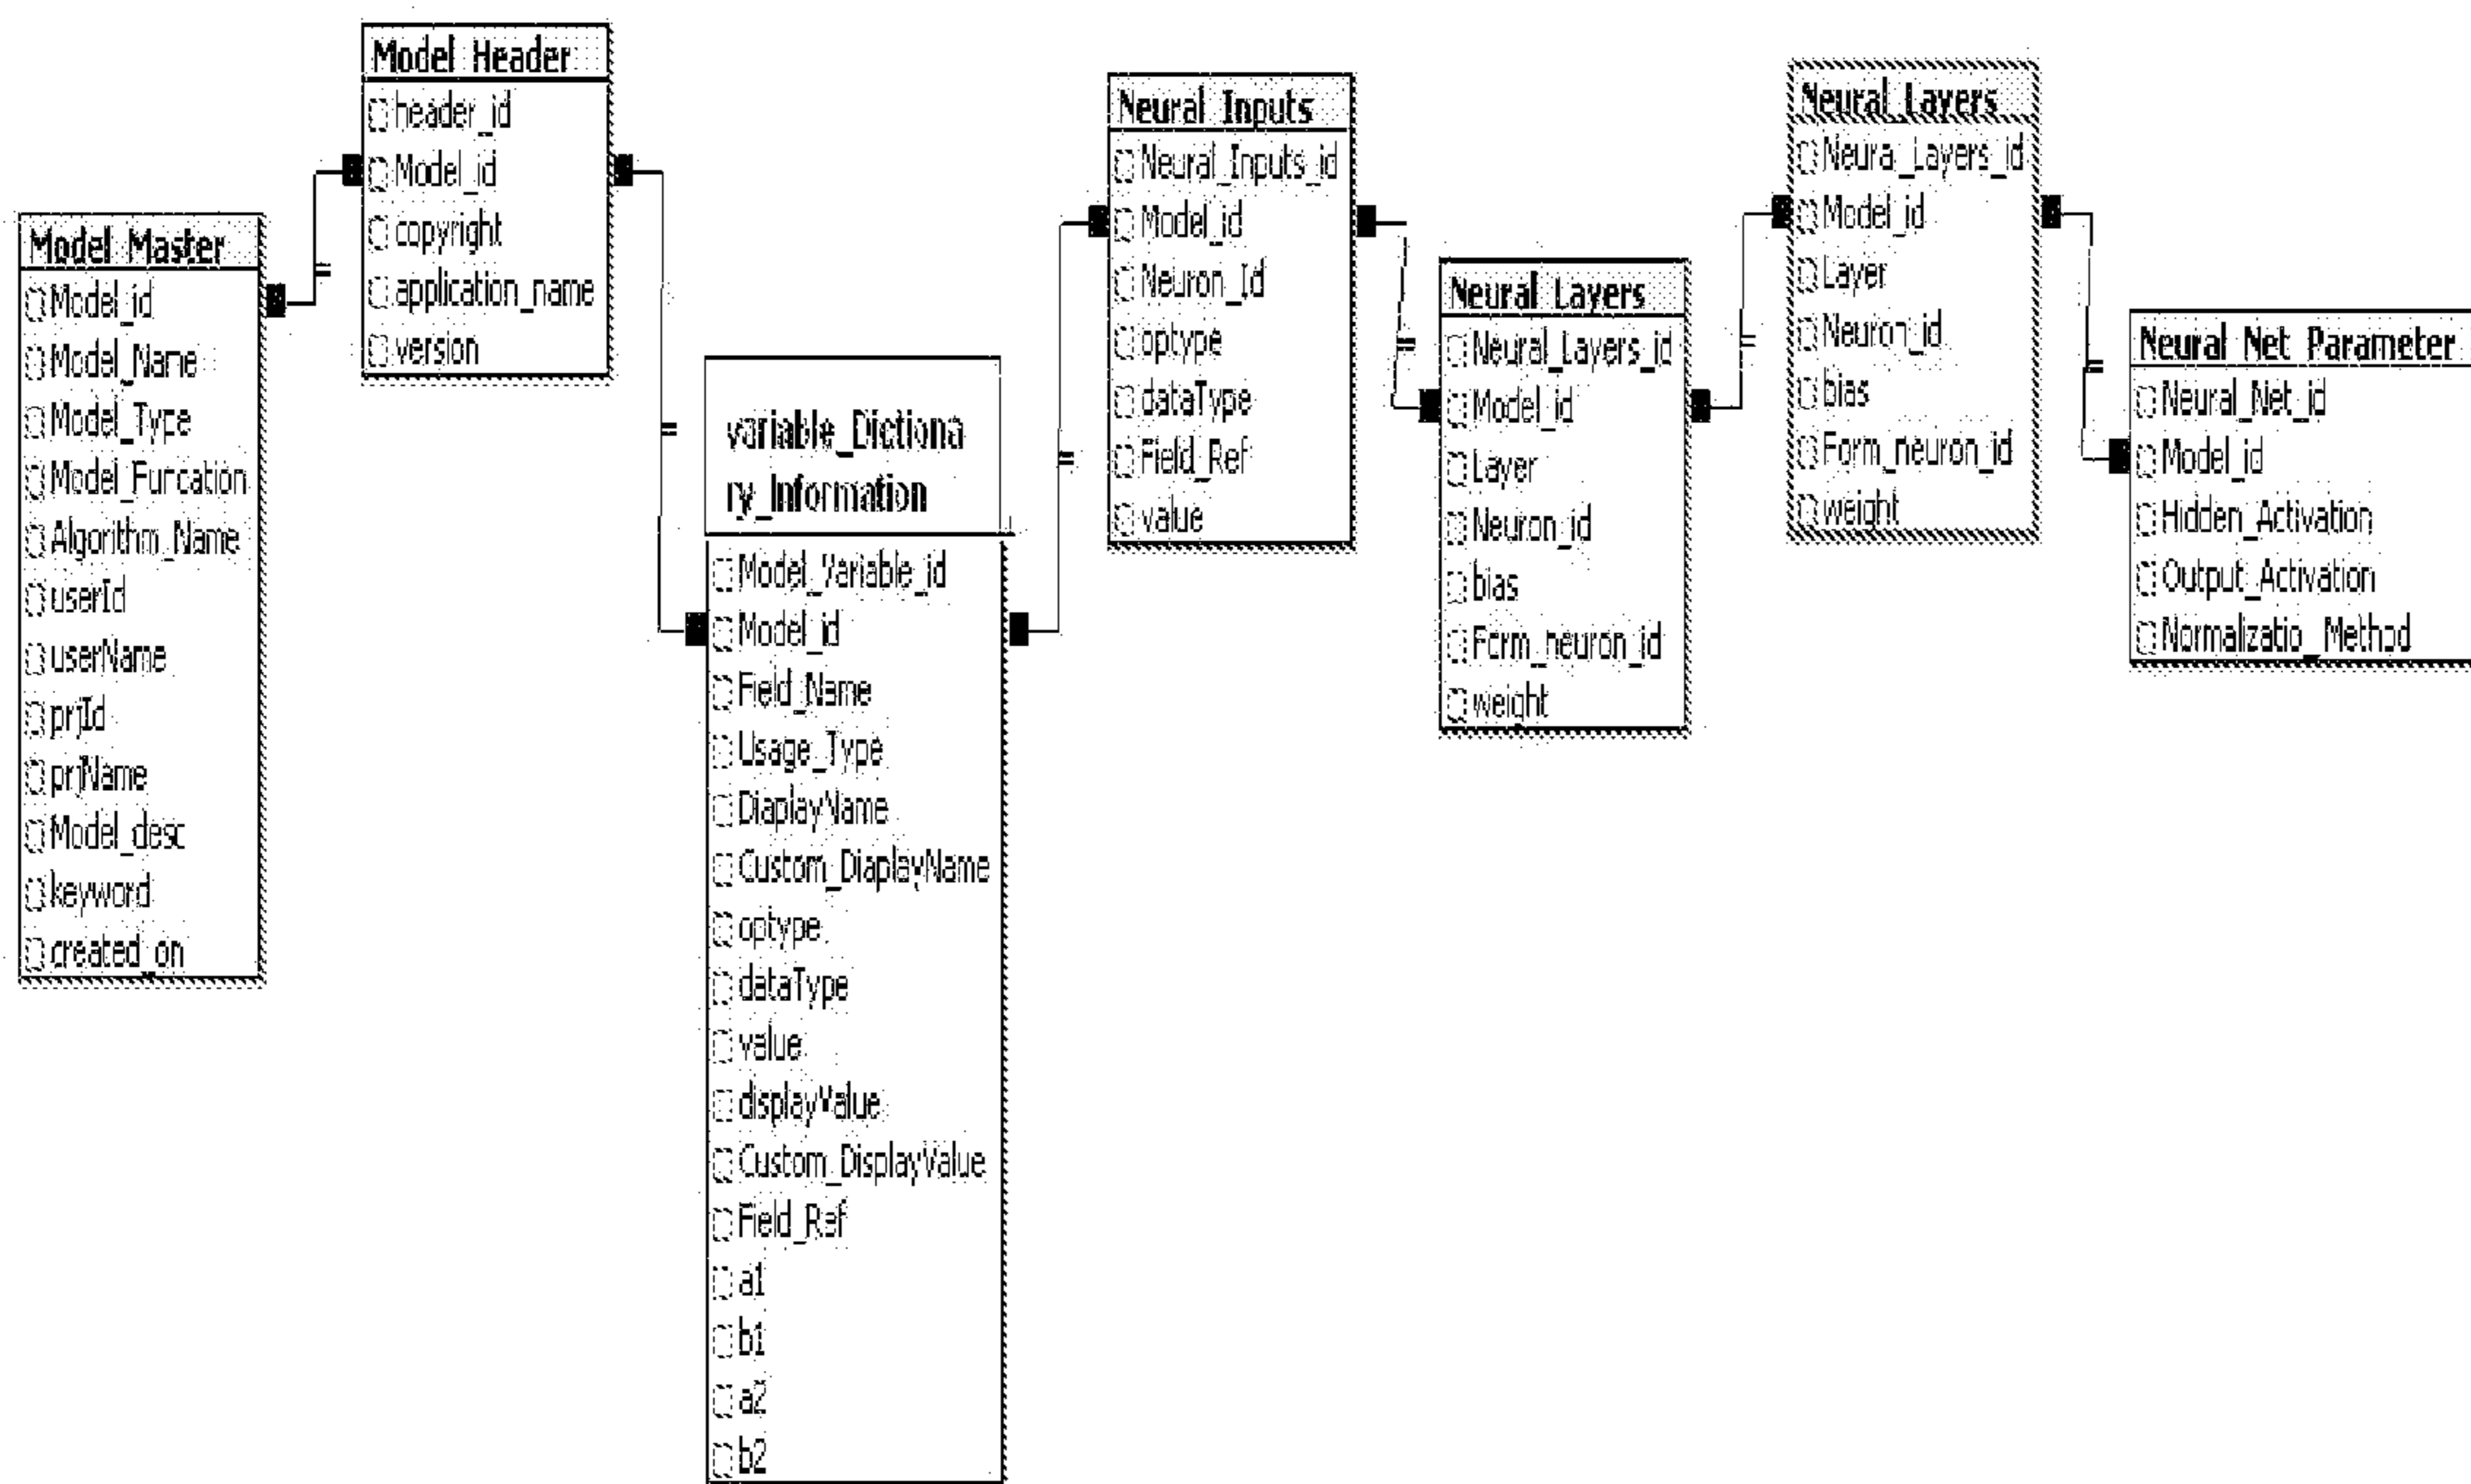 Model Master
Model_id
Model_Name
Model_Type
Model_Funcation
Algorithm_Name
userId
userName
prjId
prjName
Model_desc
keyword
created_on
Model Header
header_id
Model_id
copyright
application_name
version
variable_Dictiona
ry_Information
Model_Variable_id
Model_id
Field_Name
Usage_Type
DiaplayName
Custom_DiaplayName
optype
dataType
value
displayValue
Custom_DisplayValue
Field_Ref
a1
b1
a2
b2
Neural Inputs
Neural_Inputs_id
Model_id
Neuron_Id
optype
dataType
Field_Ref
value
Neural Layers
Neural_Layers_id
Model_id
Layer
Neuron_id
bias
Form_neuron_id
weight
Neural Layers
Neural_Layers_id
Model_id
Layer
Neuron_id
bias
Form_neuron_id
weight
Neural Net Parameter
Neural_Net_id
Model_id
Hidden_Activation
Output_Activation
Normalizatio_Method